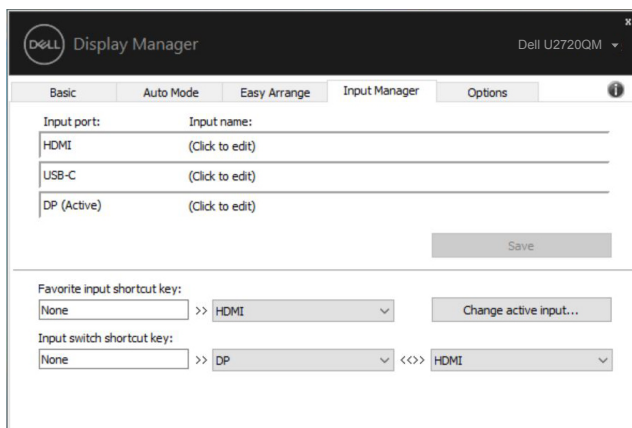 x
DELL Display Manager Dell U2720QM
Basic Auto Mode Easy Arrange Input Manager Options i
Input port: Input name:
HDMI (Click to edit)
USB-C (Click to edit)
DP (Active) (Click to edit)
Save
Favorite input shortcut key:
None >> HDMI Change active input...
Input switch shortcut key:
None >> DP <<>> HDMI